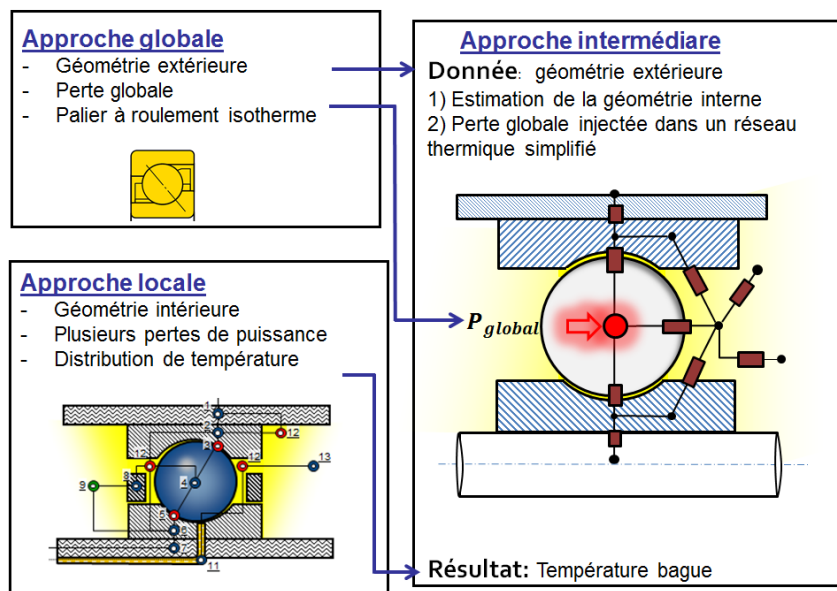 Approche globale
- Géométrie extérieure
- Perte globale
- Palier à roulement isotherme
Approche locale
- Géométrie intérieure
- Plusieurs pertes de puissance
- Distribution de température
1
2
12
3
12
12
13
8
4
9
5
6
7
11
Approche intermédiare
Donnée: géométrie extérieure
1) Estimation de la géométrie interne
2) Perte globale injectée dans un réseau
thermique simplifié
P global
Résultat: Température bague